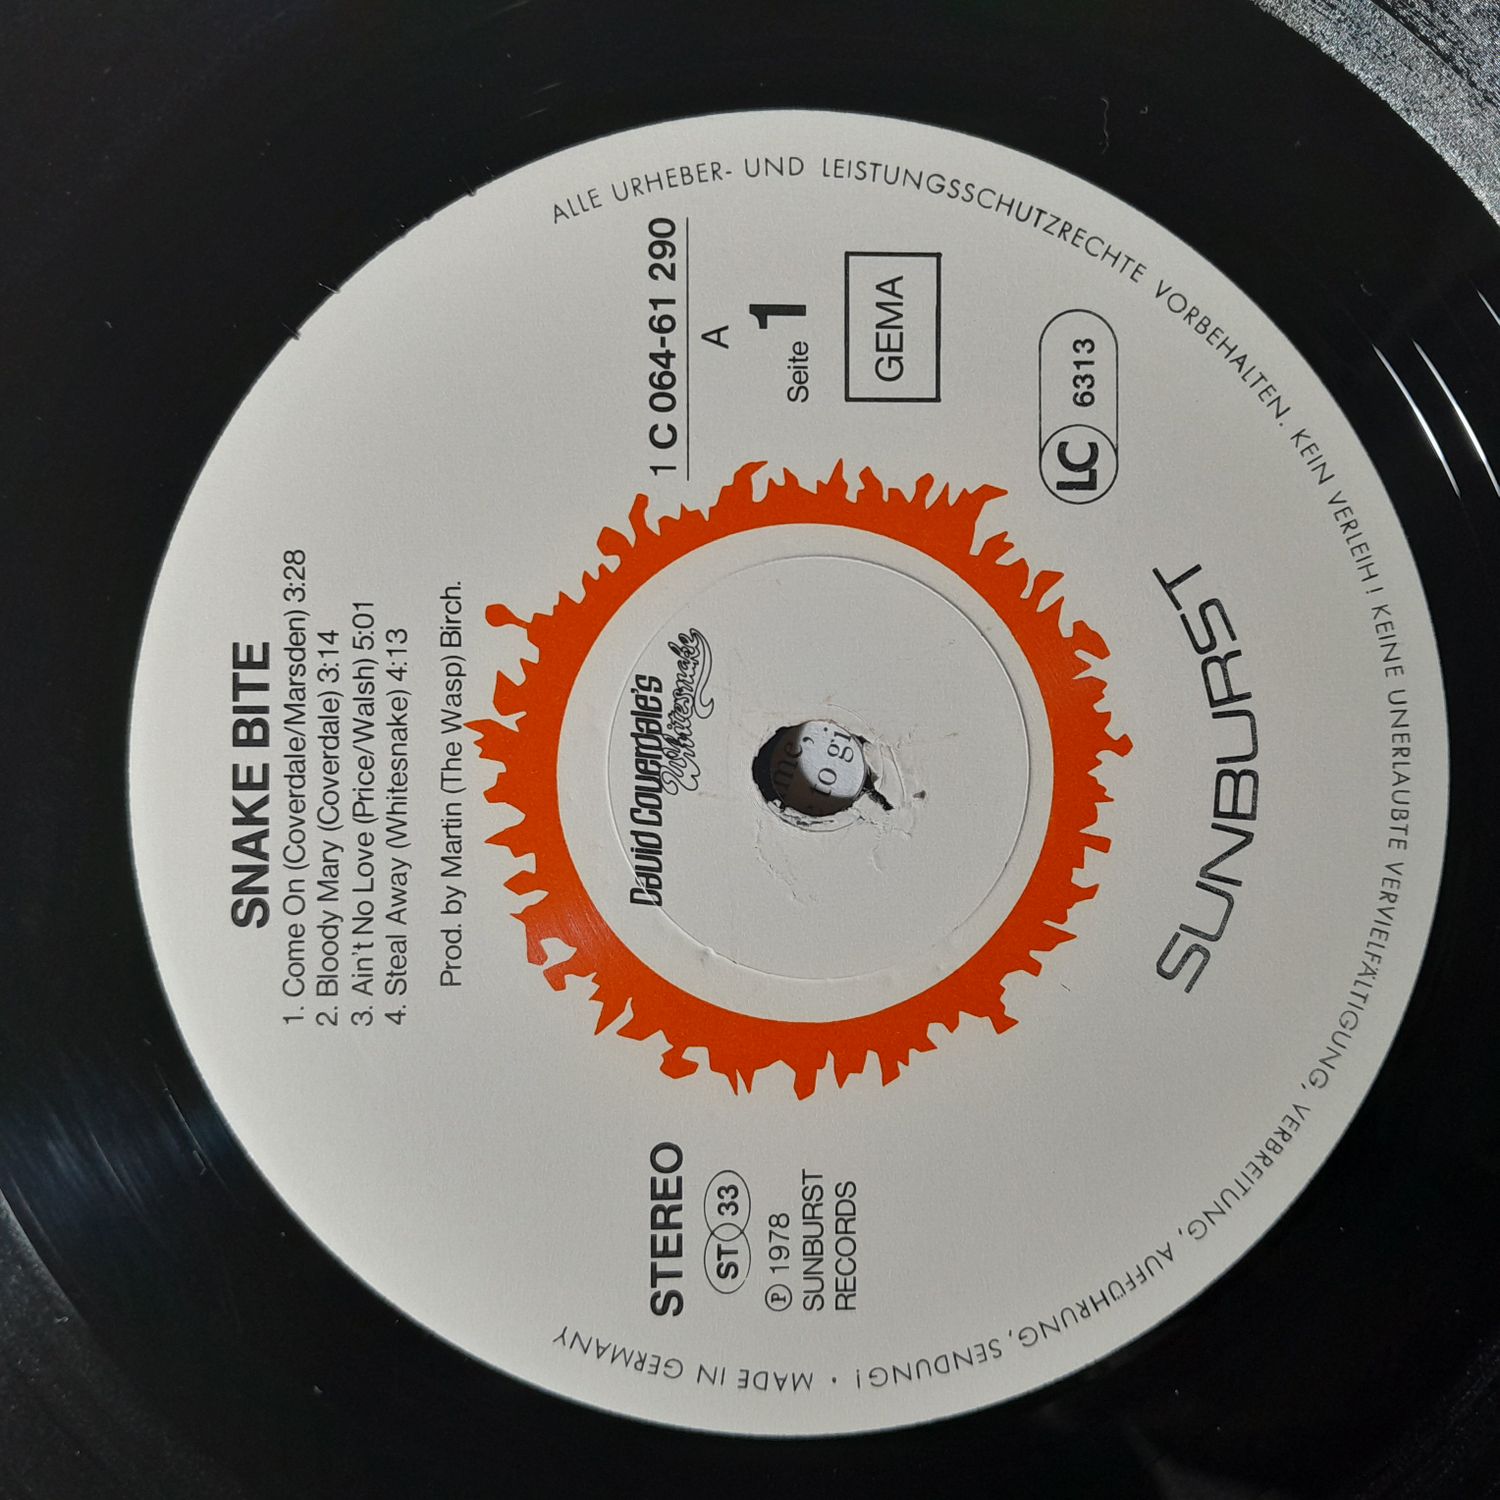 SNAKE BITE
1. Come On (Coverdale/Marsden) 3:28
2. Bloody Mary (Coverdale) 3:14
3. Ain't No Love (Price/Walsh) 5:01
4. Steal Away (Whitesnake) 4:13
Prod. by Martin (The Wasp) Birch.
STEREO
ST 33
Ⓟ 1978
SUNBURST
RECORDS
David Coverdale's
Whitesnake
1 C 064-61 290
A
Seite 1
GEMA
LC 6313
SUNBURST
ALLE URHEBER- UND LEISTUNGSSCHUTZRECHTE VORBEHALTEN. KEIN VERLEIH! KEINE UNERLAUBTE VERVIELFÄLTIGUNG, VERBREITUNG, AUFFÜHRUNG, SENDUNG! · MADE IN GERMANY